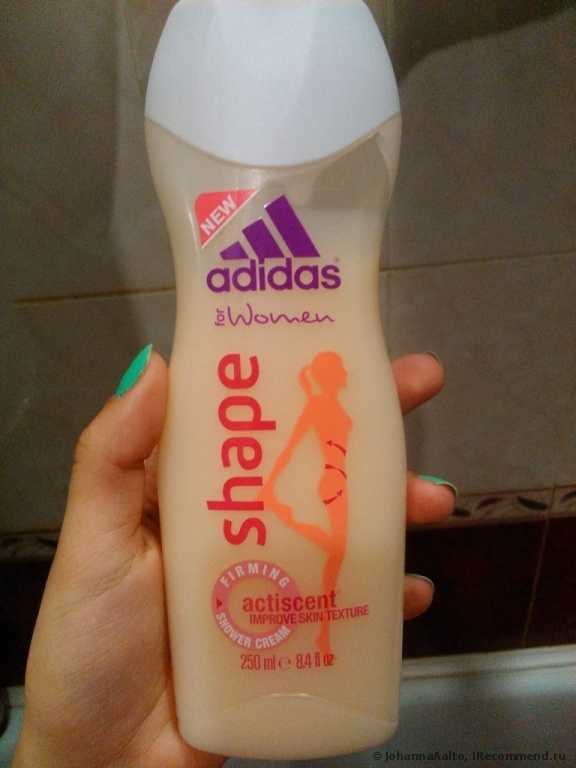 NEW
adidas
for Women
shape
FIRMING
SHOWER CREAM
actiscent
IMPROVE SKIN TEXTURE
250 ml e 8.4 fl oz
© JohannaAalto, IRecommend.ru